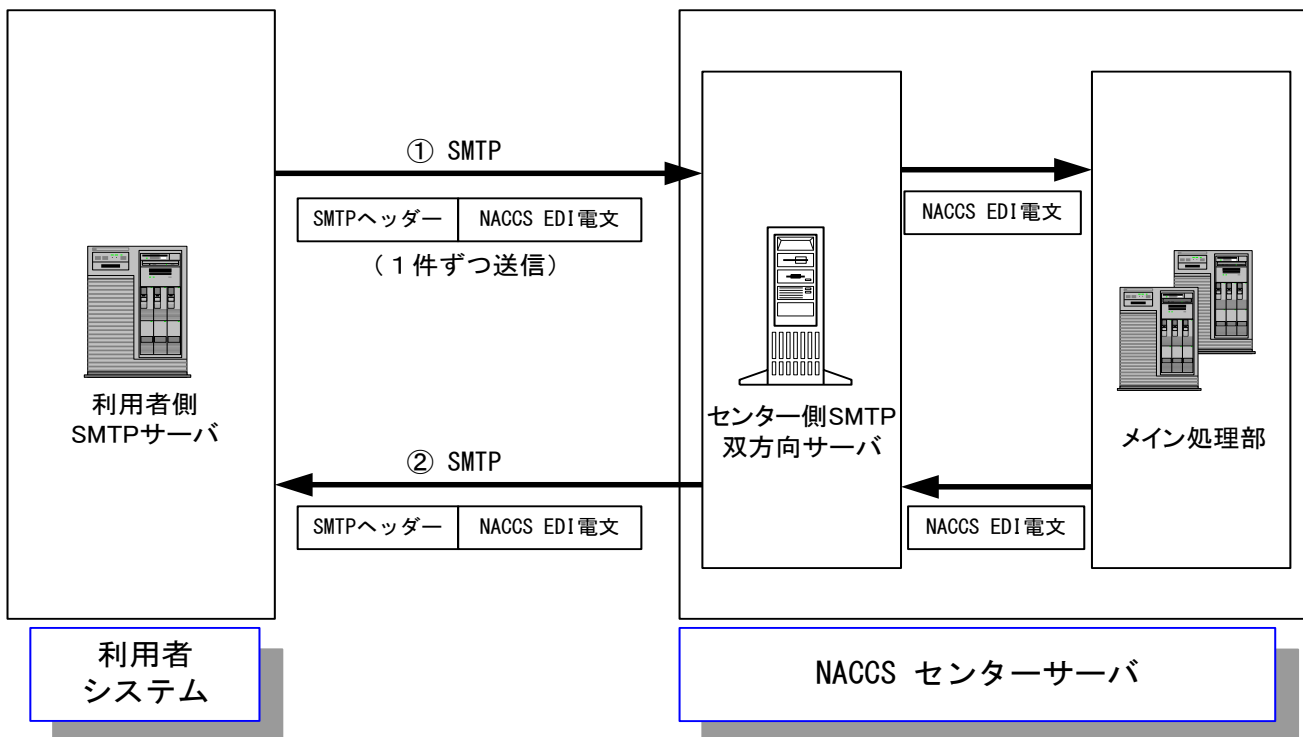 ① SMTP
SMTPヘッダー NACCS EDI電文
(１件ずつ送信)
NACCS EDI電文
利用者側
SMTPサーバ
センター側SMTP
双方向サーバ
メイン処理部
② SMTP
SMTPヘッダー NACCS EDI電文
NACCS EDI電文
利用者
システム
NACCS センターサーバ